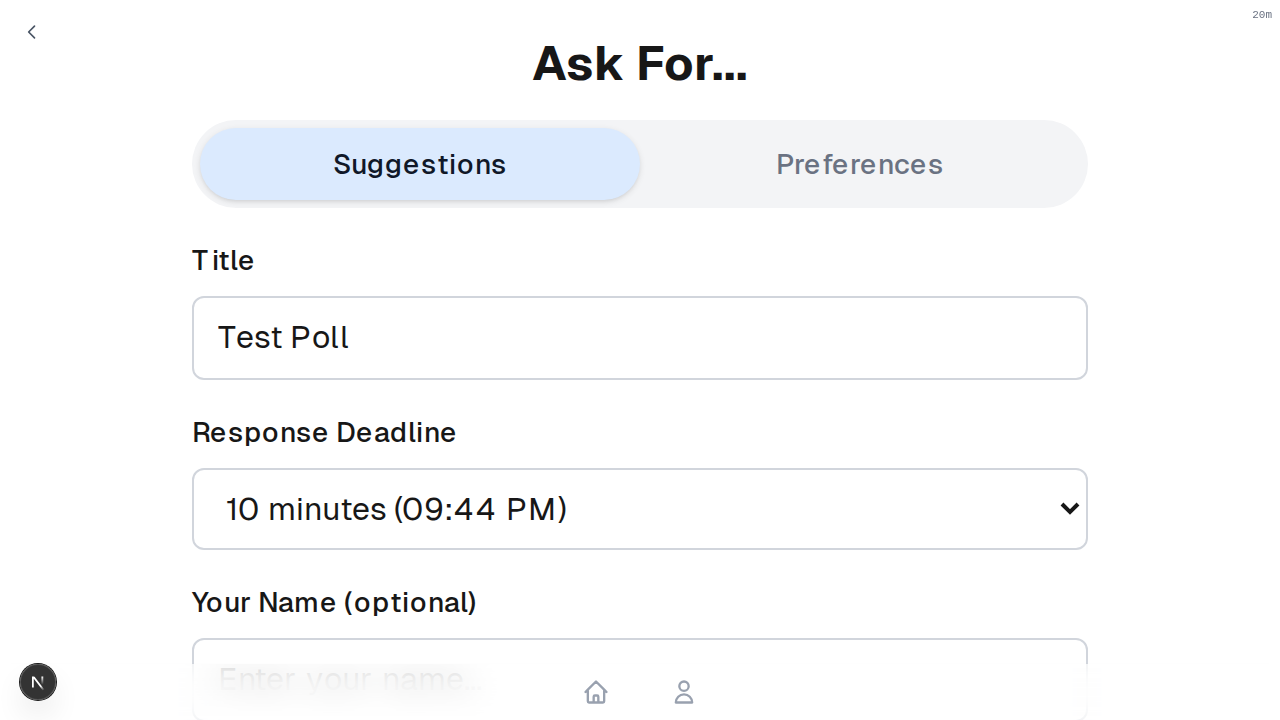 20m
Ask For...
Suggestions Preferences
Title
Test Poll
Response Deadline
10 minutes (09:44 PM)
Your Name (optional)
Enter your name...
N